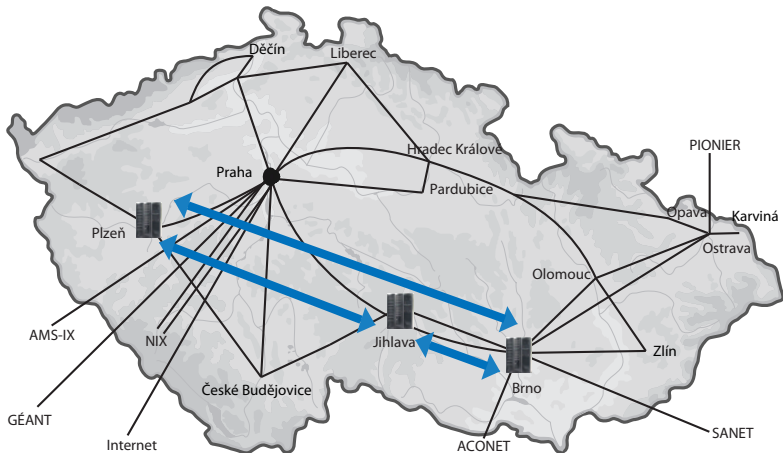 Děčín
Liberec
Hradec Králové
PIONIER
Praha
Pardubice
Opava
Karviná
Plzeň
Ostrava
Olomouc
AMS-IX
NIX
Jihlava
Zlín
České Budějovice
Brno
GÉANT
SANET
Internet
ACONET